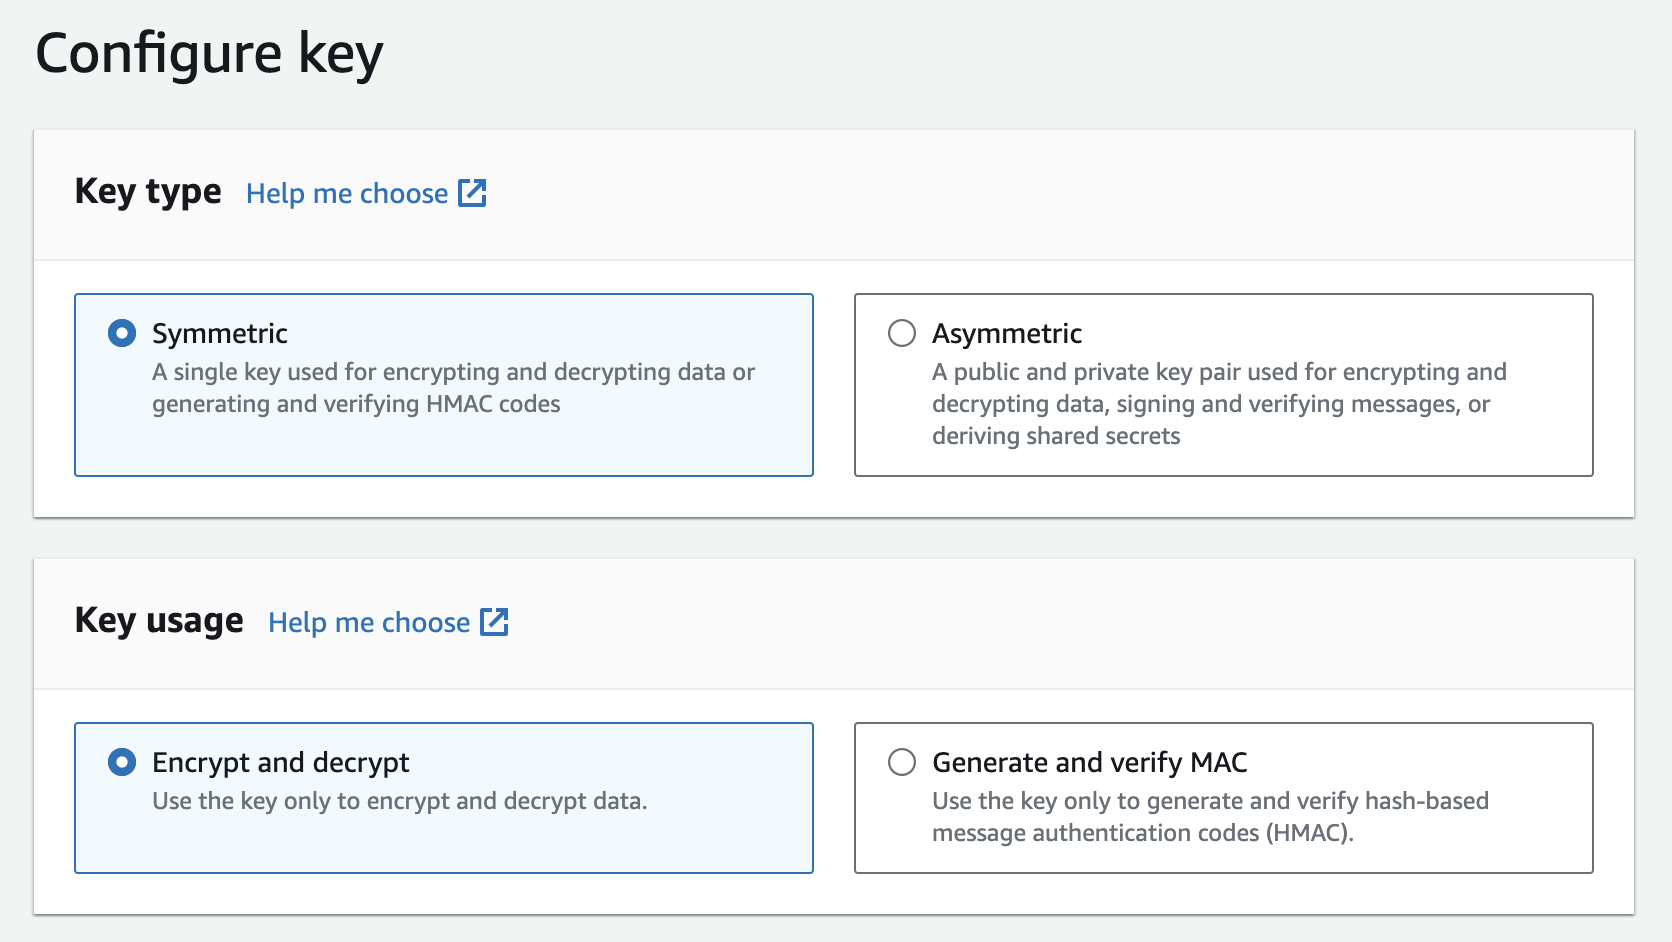 Configure key
Key type Help me choose
Symmetric
A single key used for encrypting and decrypting data or
generating and verifying HMAC codes
Asymmetric
A public and private key pair used for encrypting and
decrypting data, signing and verifying messages, or
deriving shared secrets
Key usage Help me choose
Encrypt and decrypt
Use the key only to encrypt and decrypt data.
Generate and verify MAC
Use the key only to generate and verify hash-based
message authentication codes (HMAC).